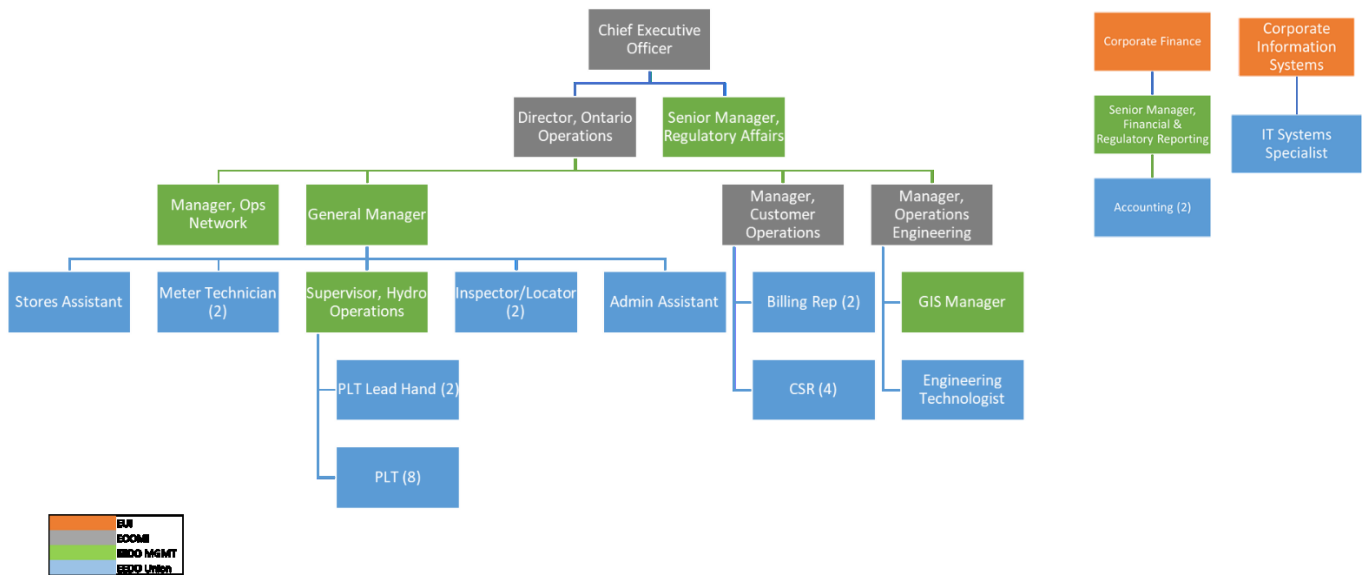 Chief Executive
Officer
Corporate Finance
Corporate
Information
Systems
Director, Ontario
Operations
Senior Manager,
Regulatory Affairs
Senior Manager,
Financial &
Regulatory Reporting
IT Systems
Specialist
Manager, Ops
Network
General Manager
Manager,
Customer
Operations
Manager,
Operations
Engineering
Accounting (2)
Stores Assistant
Meter Technician
(2)
Supervisor, Hydro
Operations
Inspector/Locator
(2)
Admin Assistant
Billing Rep (2)
GIS Manager
PLT Lead Hand (2)
CSR (4)
Engineering
Technologist
PLT (8)
EUI
EOOMI
EEDO MGMT
EEDO Union